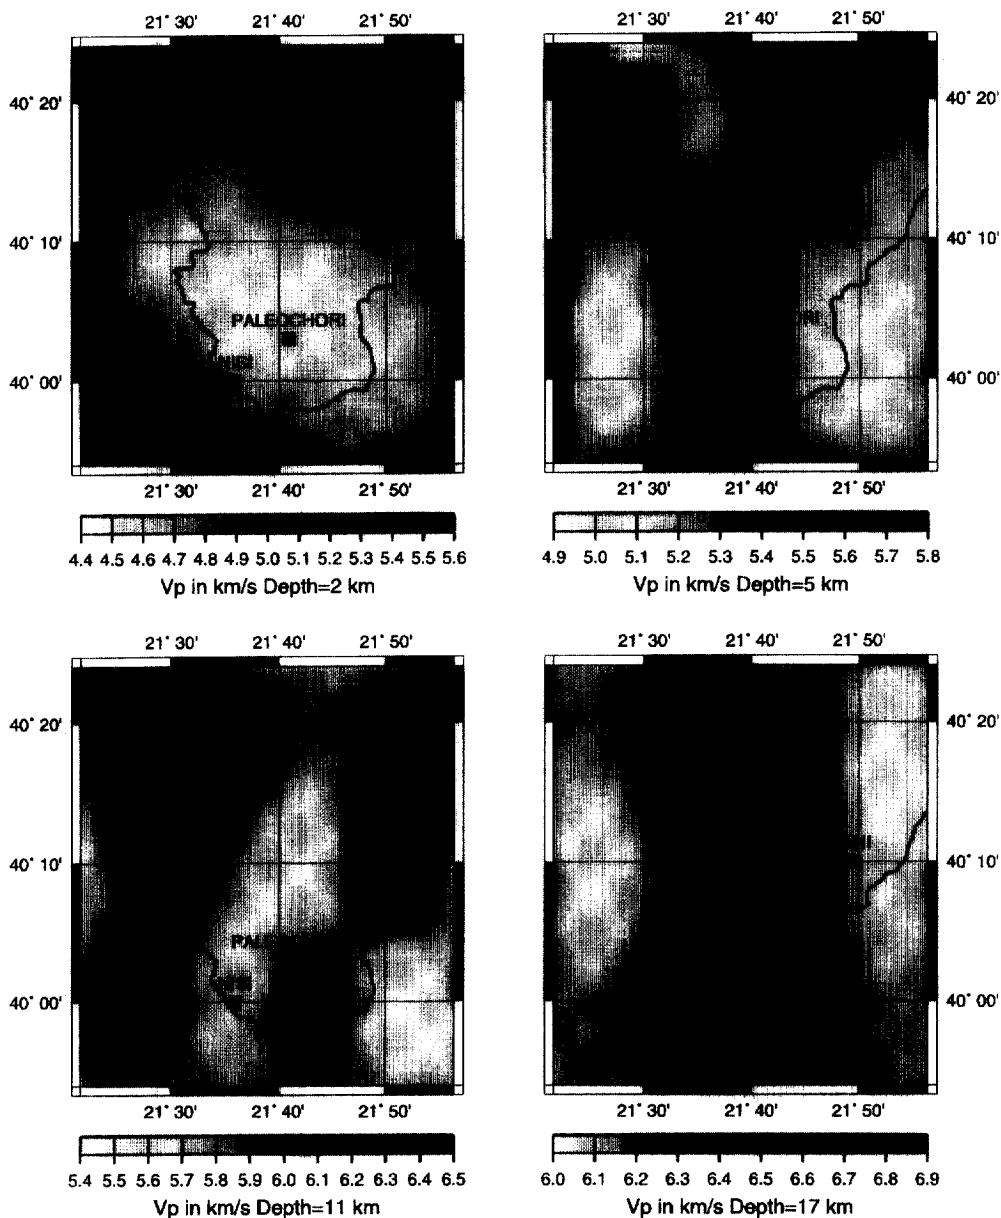 21° 30' 21° 40' 21° 50'
40° 20'
40° 10'
PALEOCHORI
40° 00'
21° 30' 21° 40' 21° 50'
4.4 4.5 4.6 4.7 4.8 4.9 5.0 5.1 5.2 5.3 5.4 5.5 5.6
Vp in km/s Depth=2 km
21° 30' 21° 40' 21° 50'
40° 20'
40° 10'
RI
40° 00'
21° 30' 21° 40' 21° 50'
4.9 5.0 5.1 5.2 5.3 5.4 5.5 5.6 5.7 5.8
Vp in km/s Depth=5 km
21° 30' 21° 40' 21° 50'
40° 20'
40° 10'
PAL
40° 00'
21° 30' 21° 40' 21° 50'
5.4 5.5 5.6 5.7 5.8 5.9 6.0 6.1 6.2 6.3 6.4 6.5
Vp in km/s Depth=11 km
21° 30' 21° 40' 21° 50'
40° 20'
40° 10'
40° 00'
21° 30' 21° 40' 21° 50'
6.0 6.1 6.2 6.3 6.4 6.5 6.6 6.7 6.8 6.9
Vp in km/s Depth=17 km